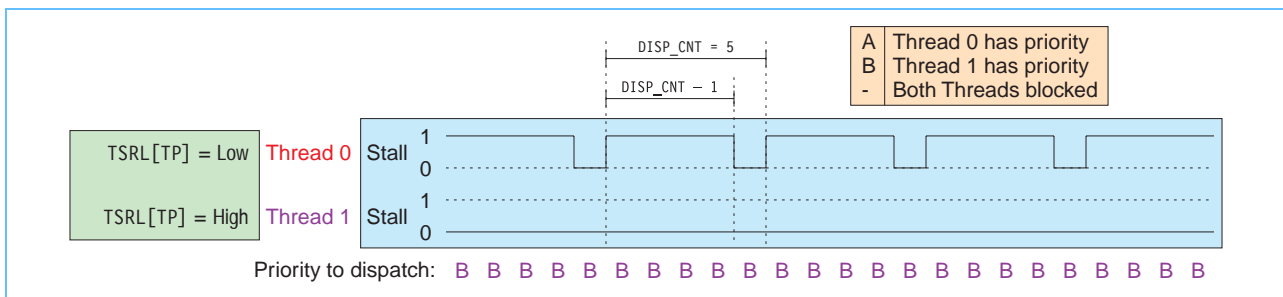 DISP_CNT = 5
DISP_CNT – 1
A Thread 0 has priority
B Thread 1 has priority
- Both Threads blocked
TSRL[TP] = Low Thread 0 Stall 1
0
TSRL[TP] = High Thread 1 Stall 1
0
Priority to dispatch: B B B B B B B B B B B B B B B B B B B B B B B B